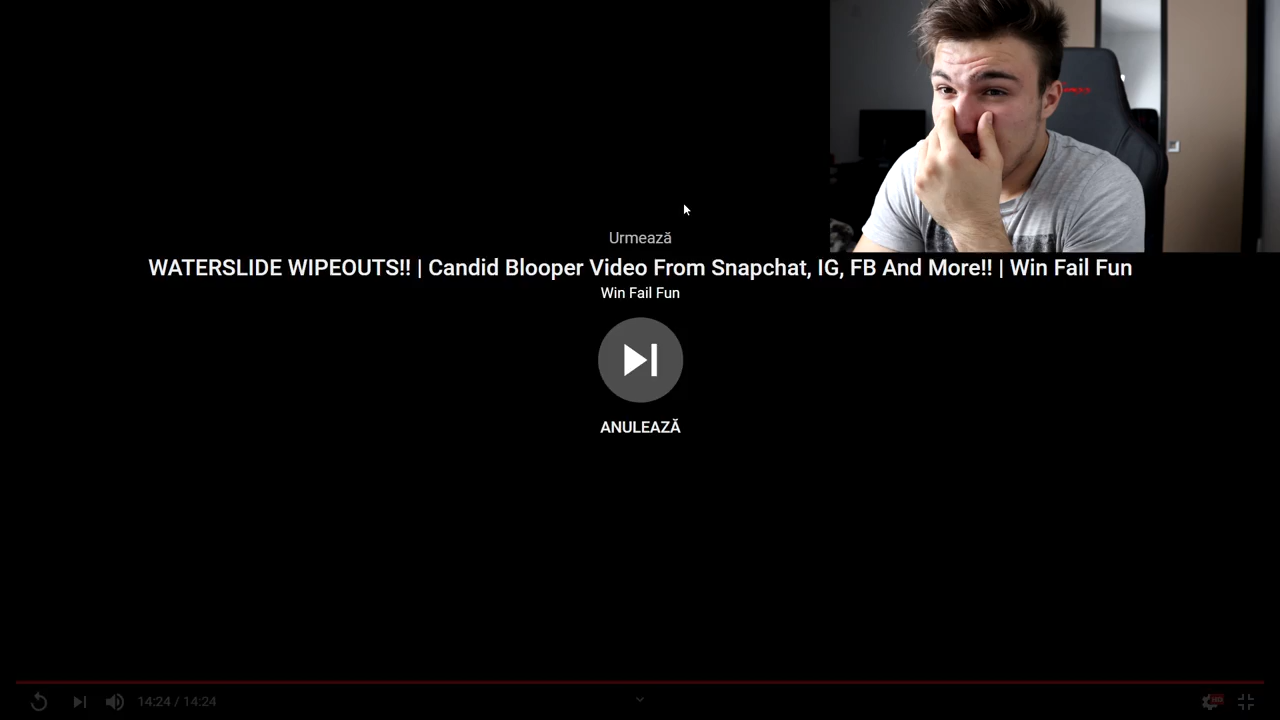 Urmează
WATERSLIDE WIPEOUTS!! | Candid Blooper Video From Snapchat, IG, FB And More!! | Win Fail Fun
Win Fail Fun
ANULEAZĂ
14:24 / 14:24
HD